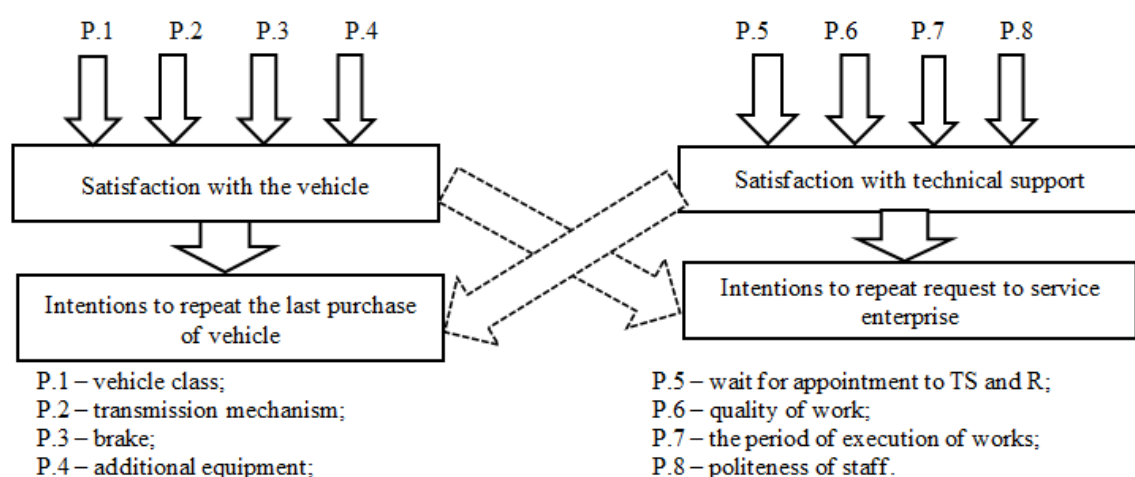 P.1 P.2 P.3 P.4
P.5 P.6 P.7 P.8
Satisfaction with the vehicle
Satisfaction with technical support
Intentions to repeat the last purchase
of vehicle
Intentions to repeat request to service
enterprise
P.1 – vehicle class;
P.2 – transmission mechanism;
P.3 – brake;
P.4 – additional equipment;
P.5 – wait for appointment to TS and R;
P.6 – quality of work;
P.7 – the period of execution of works;
P.8 – politeness of staff.